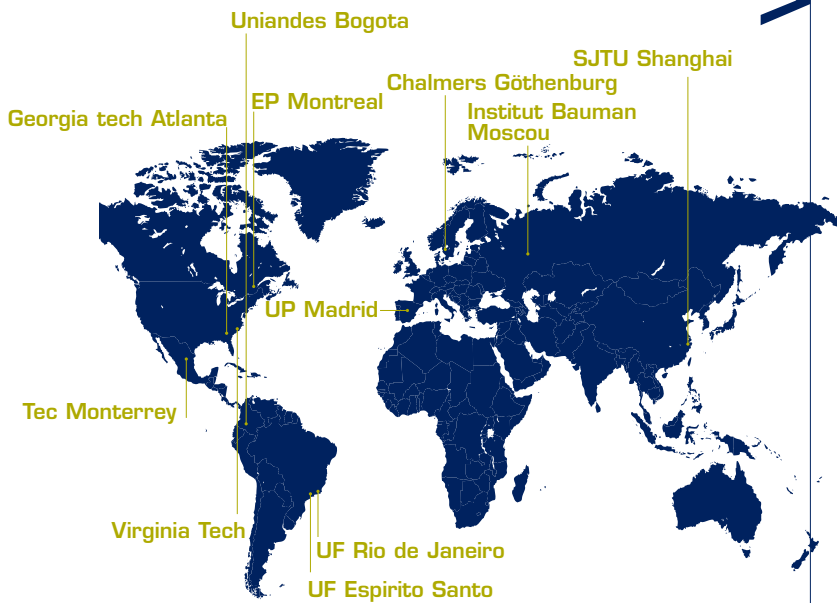 Uniandes Bogota
SJTU Shanghai
Chalmers Göthenburg
EP Montreal
Institut Bauman
Moscou
Georgia tech Atlanta
UP Madrid
Tec Monterrey
Virginia Tech
UF Rio de Janeiro
UF Espirito Santo